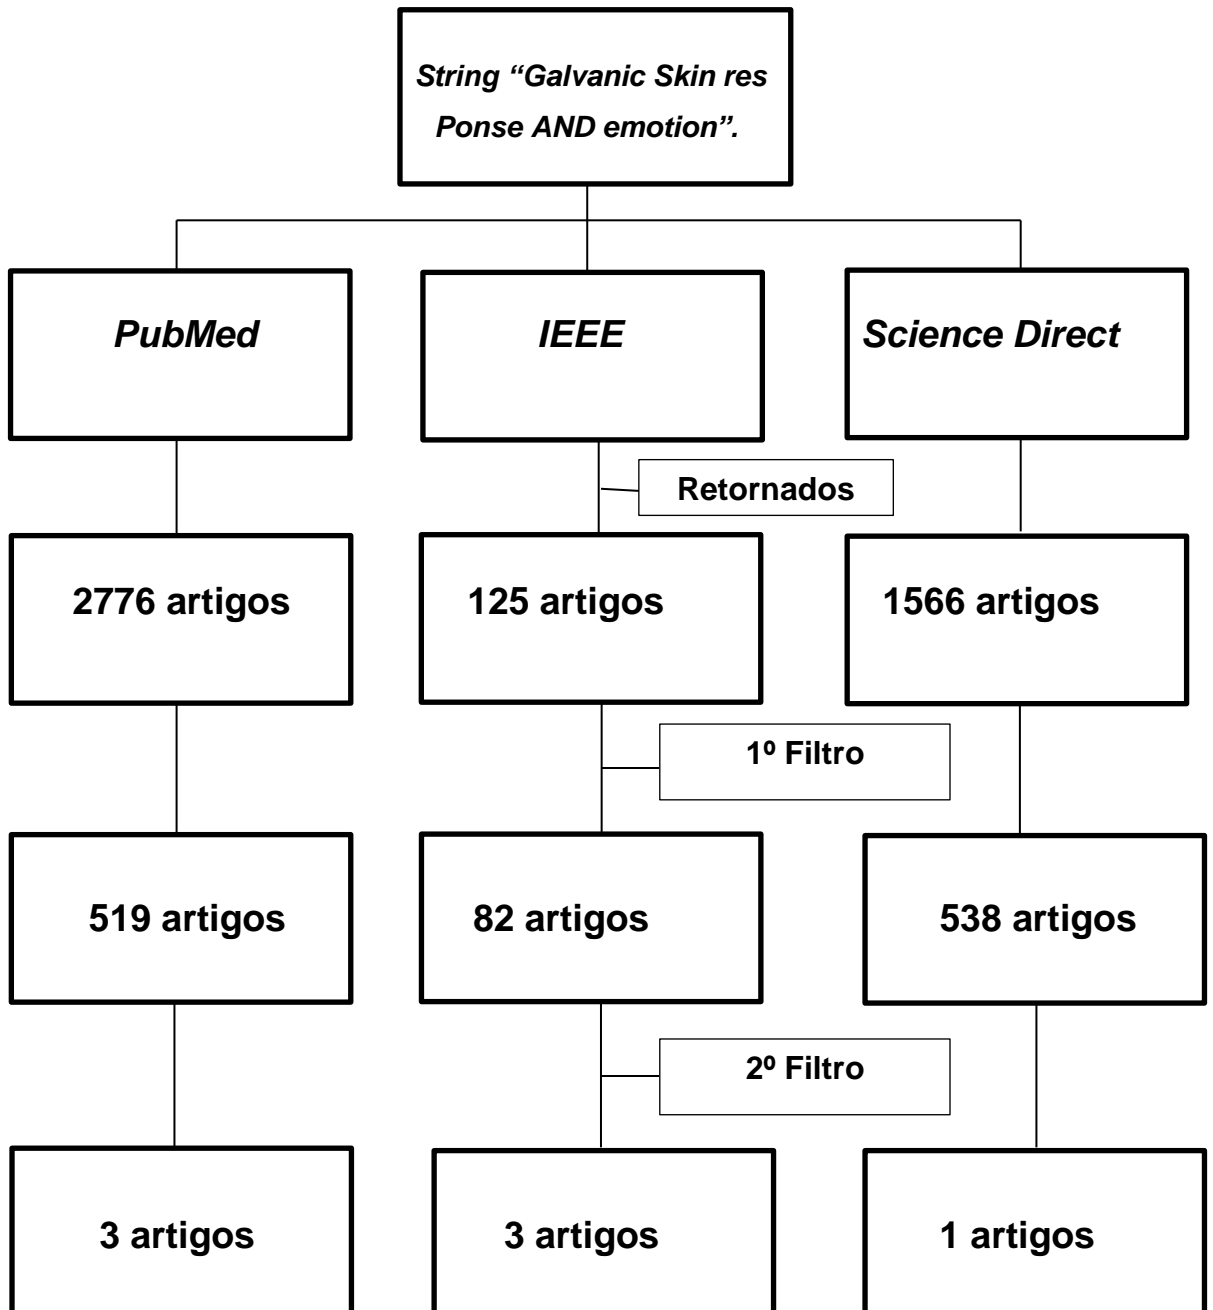 String “Galvanic Skin res
Ponse AND emotion”.
PubMed
IEEE
Science Direct
Retornados
2776 artigos
125 artigos
1566 artigos
1º Filtro
519 artigos
82 artigos
538 artigos
2º Filtro
3 artigos
3 artigos
1 artigos